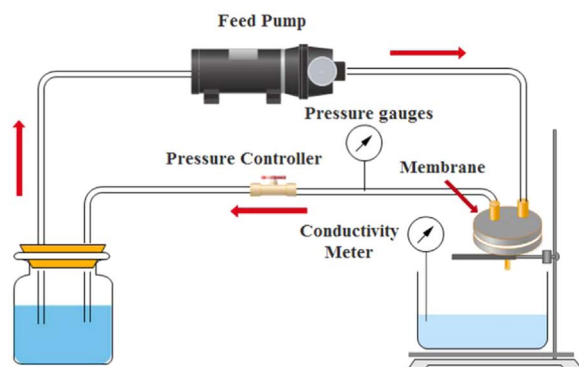 Feed Pump
Pressure gauges
Pressure Controller
Membrane
Conductivity
Meter